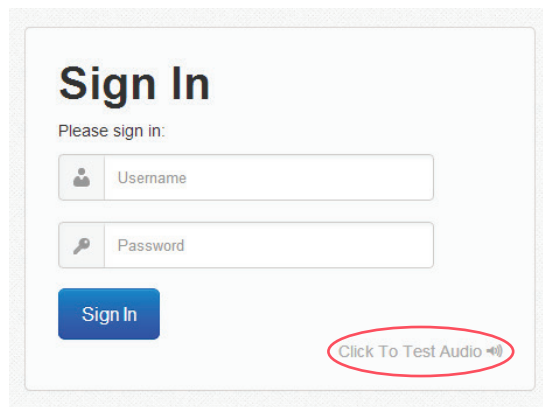 Sign In
Please sign in:
Username
Password
Sign In
Click To Test Audio